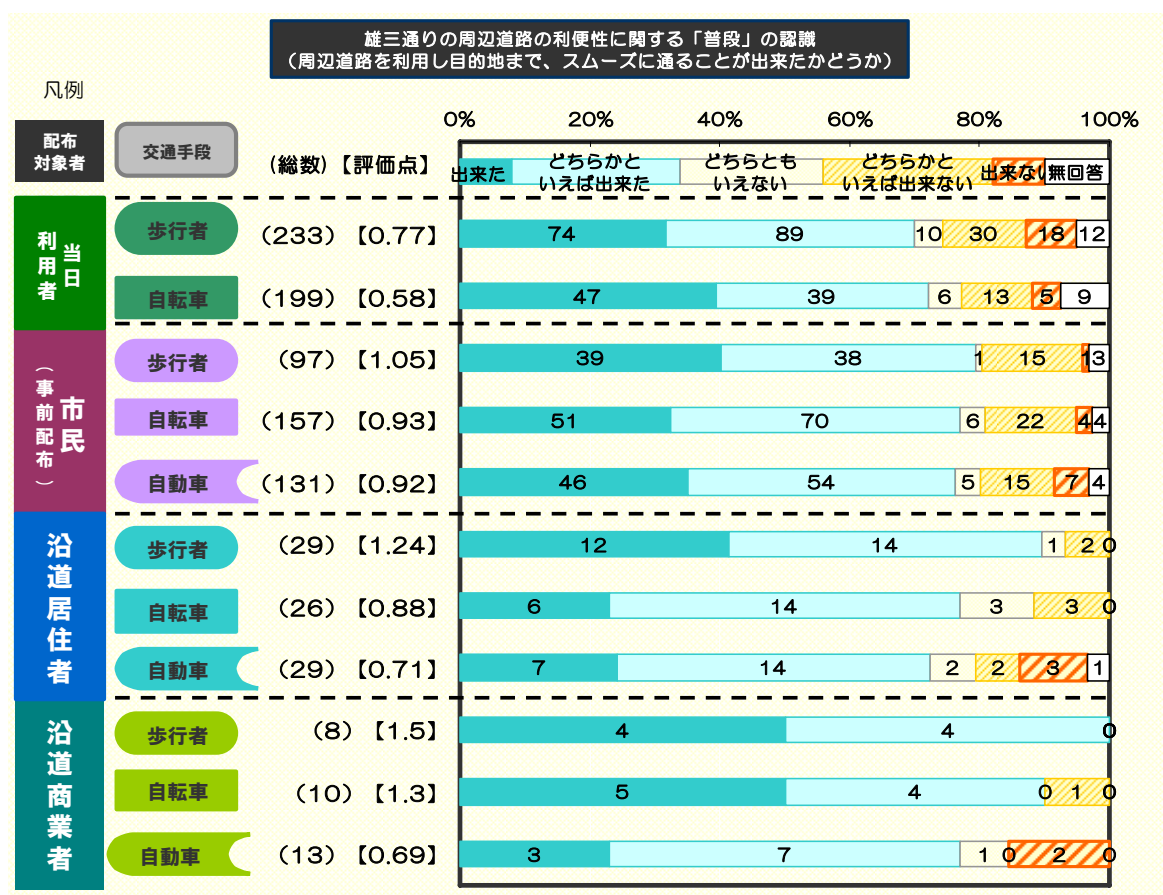 雄三通りの周辺道路の利便性に関する「普段」の認識
（周辺道路を利用し目的地まで、スムーズに通ることが出来たかどうか）
凡例
0% 20% 40% 60% 80% 100%
配布
対象者
交通手段
(総数)【評価点】
出来た
どちらかと
いえば出来た
どちらとも
いえない
どちらかと
いえば出来ない
出来ない
無回答
当日
利用者
歩行者 (233)【0.77】 74 89 10 30 18 12
自転車 (199)【0.58】 47 39 6 13 5 9
市民
（事前配布）
歩行者 (97)【1.05】 39 38 1 15 1 3
自転車 (157)【0.93】 51 70 6 22 4 4
自動車 (131)【0.92】 46 54 5 15 7 4
沿道居住者
歩行者 (29)【1.24】 12 14 1 2 0
自転車 (26)【0.88】 6 14 3 3 0
自動車 (29)【0.71】 7 14 2 2 3 1
沿道商業者
歩行者 (8)【1.5】 4 4 0
自転車 (10)【1.3】 5 4 0 1 0
自動車 (13)【0.69】 3 7 1 0 2 0